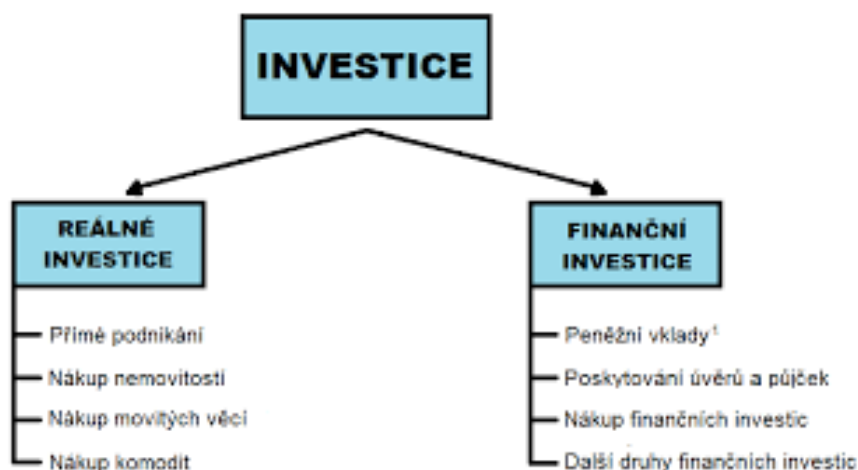 INVESTICE
REÁLNÉ
INVESTICE
Přímé podnikání
Nákup nemovitostí
Nákup movitých věcí
Nákup komodit
FINANČNÍ
INVESTICE
Peněžní vklady¹
Poskytování úvěrů a půjček
Nákup finančních investic
Další druhy finančních investic